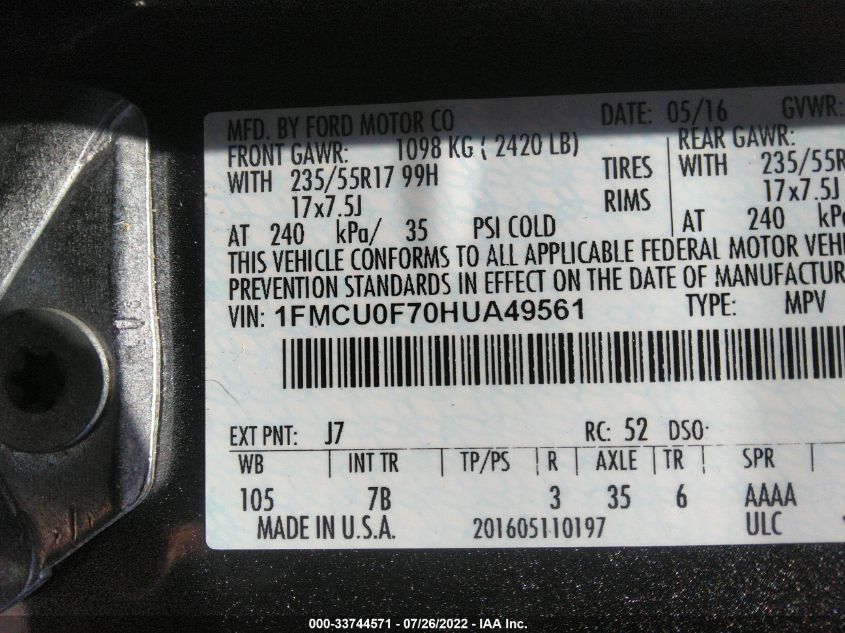 MFD. BY FORD MOTOR CO DATE: 05/16 GVWR:
FRONT GAWR: 1098 KG ( 2420 LB) REAR GAWR:
WITH 235/55R17 99H TIRES WITH 235/55R
17x7.5J RIMS 17x7.5J
AT 240 kPa/ 35 PSI COLD AT 240 kPa
THIS VEHICLE CONFORMS TO ALL APPLICABLE FEDERAL MOTOR VEHI
PREVENTION STANDARDS IN EFFECT ON THE DATE OF MANUFACTUR
VIN: 1FMCU0F70HUA49561 TYPE: MPV
EXT PNT: J7 RC: 52 DSO:
WB | INT TR | TP/PS | R | AXLE | TR | SPR |
105 7B 3 35 6 AAAA
MADE IN U.S.A. 201605110197 ULC
000-33744571 / 07/26/2022 - IAA Inc.